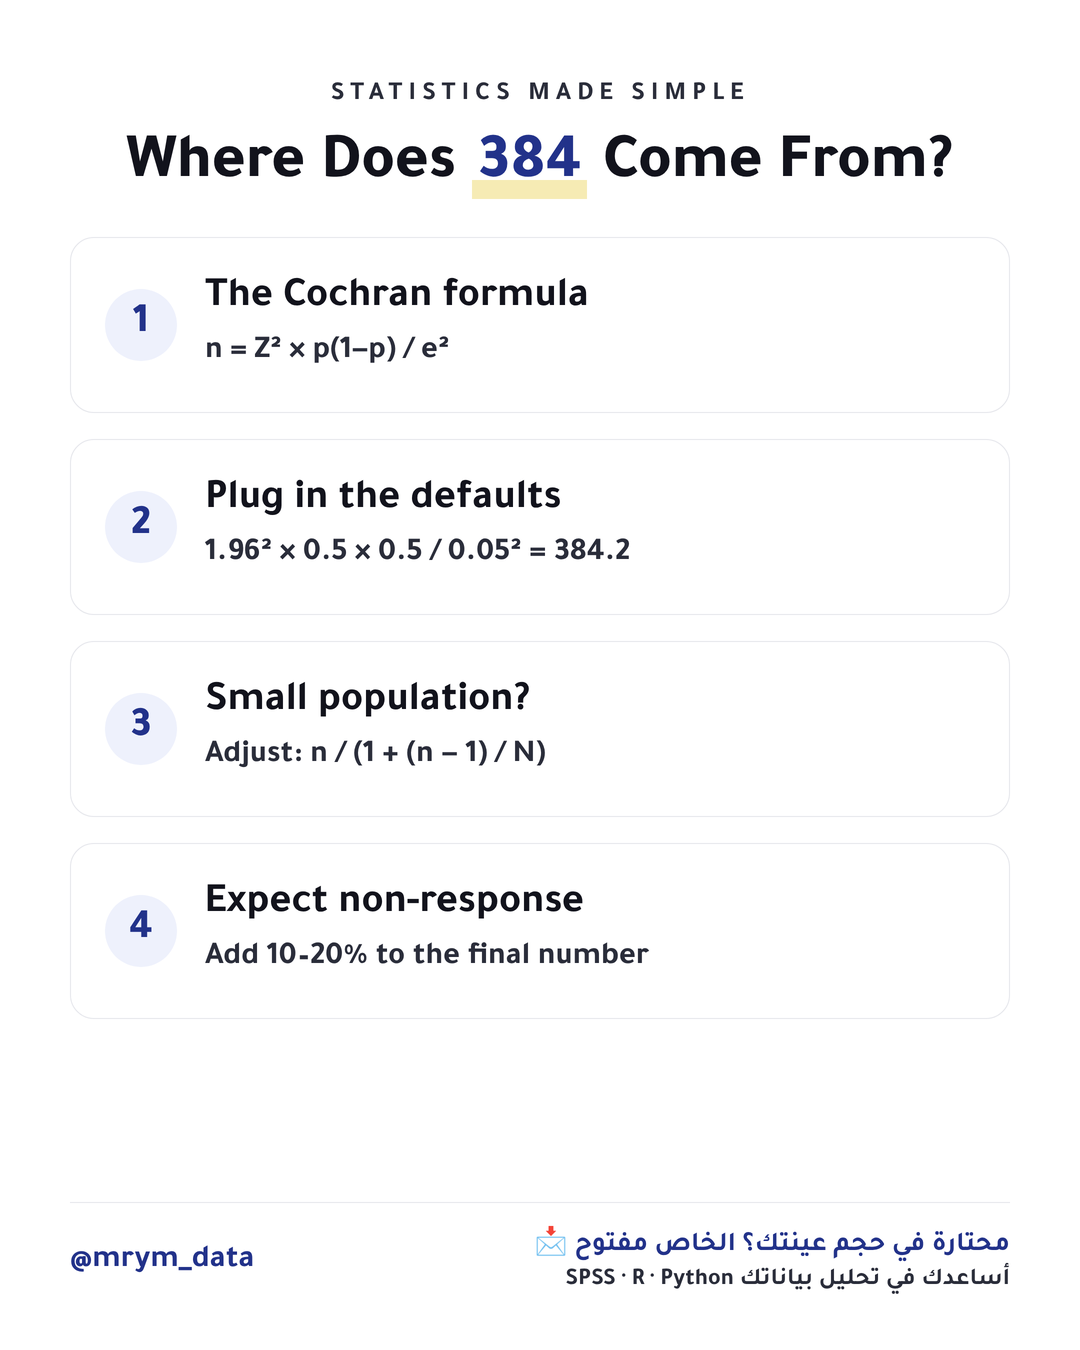 STATISTICS MADE SIMPLE
Where Does 384 Come From?
1
The Cochran formula
n = Z² × p(1–p) / e²
2
Plug in the defaults
1.96² × 0.5 × 0.5 / 0.05² = 384.2
3
Small population?
Adjust: n / (1 + (n – 1) / N)
4
Expect non-response
Add 10-20% to the final number
@mrym_data
محتارة في حجم عينتك؟ الخاص مفتوح 📩
أساعدك في تحليل بياناتك SPSS · R · Python